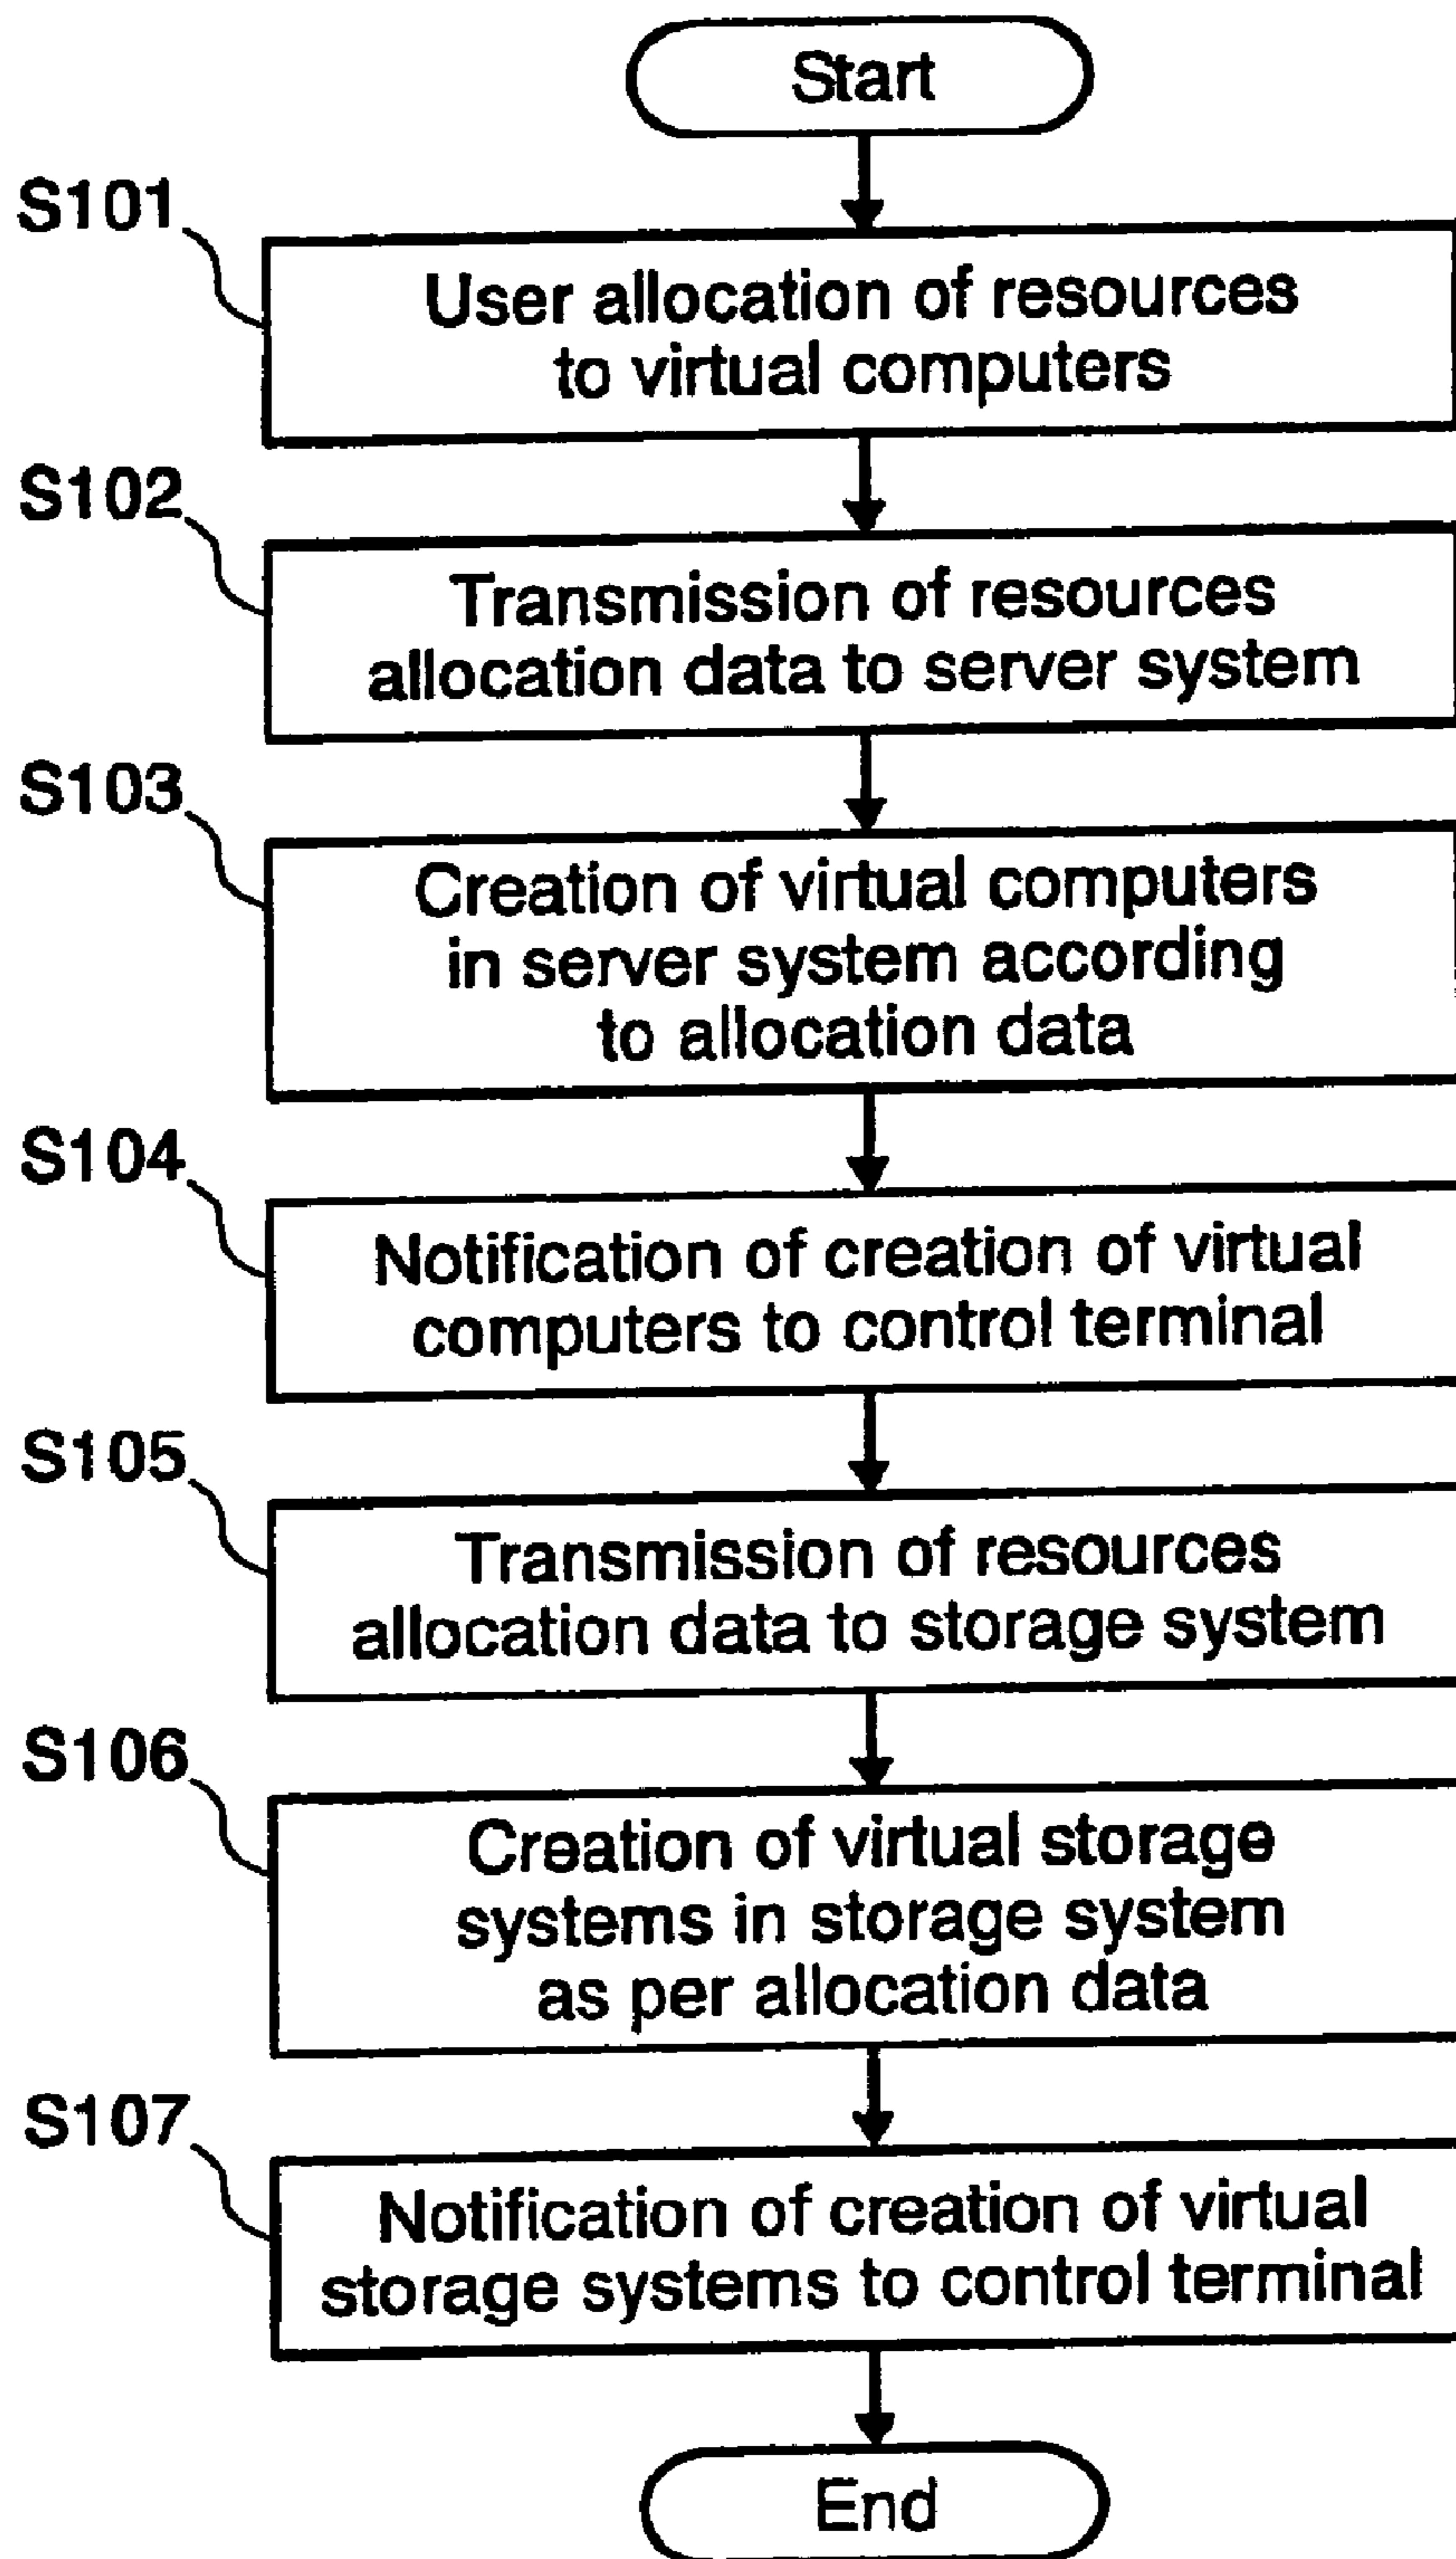 Start
S101
User allocation of resources
to virtual computers
S102
Transmission of resources
allocation data to server system
S103
Creation of virtual computers
in server system according
to allocation data
S104
Notification of creation of virtual
computers to control terminal
S105
Transmission of resources
allocation data to storage system
S106
Creation of virtual storage
systems in storage system
as per allocation data
S107
Notification of creation of virtual
storage systems to control terminal
End